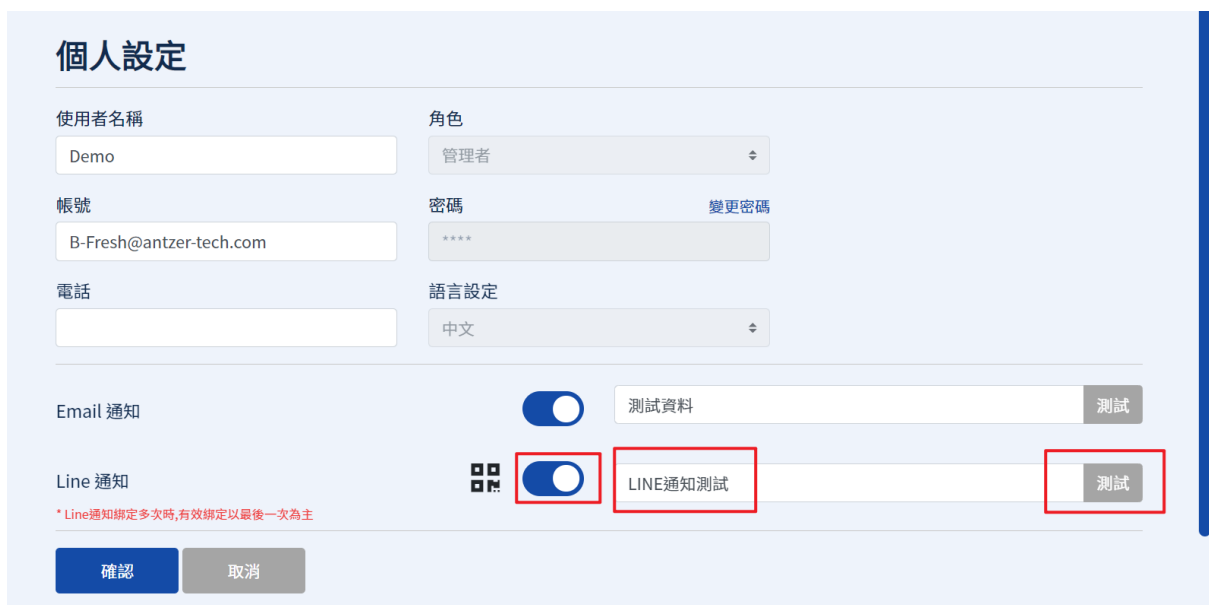 個人設定
使用者名稱
角色
Demo
管理者
帳號
密碼
變更密碼
B-Fresh@antzer-tech.com
****
電話
語言設定
中文
Email 通知
測試資料
測試
Line 通知
LINE通知測試
測試
* Line通知綁定多次時,有效綁定以最後一次為主
確認
取消